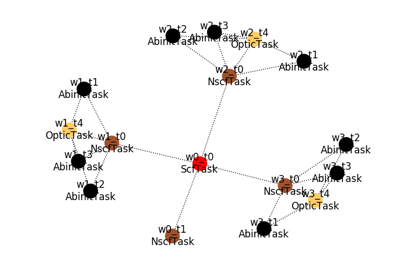 w2_t2
AbinitTask
w2_t3
AbinitTask
w2_t4
OpticTask
w2_t1
AbinitTask
w2_t0
NscfTask
w1_t1
AbinitTask
w1_t4
OpticTask
w1_t0
NscfTask
w1_t3
AbinitTask
w1_t2
AbinitTask
w0_t0
ScfTask
w3_t2
AbinitTask
w3_t3
AbinitTask
w3_t0
NscfTask
w3_t4
OpticTask
w3_t1
AbinitTask
w0_t1
NscfTask